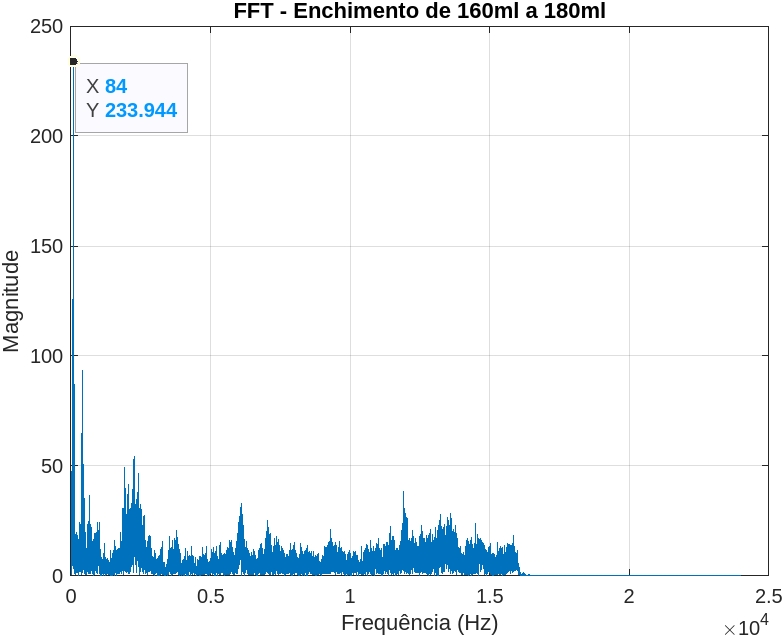 FFT - Enchimento de 160ml a 180ml
250
X 84
Y 233.944
200
150
100
50
0
Magnitude
0 0.5 1 1.5 2 2.5
Frequência (Hz)
×10^4